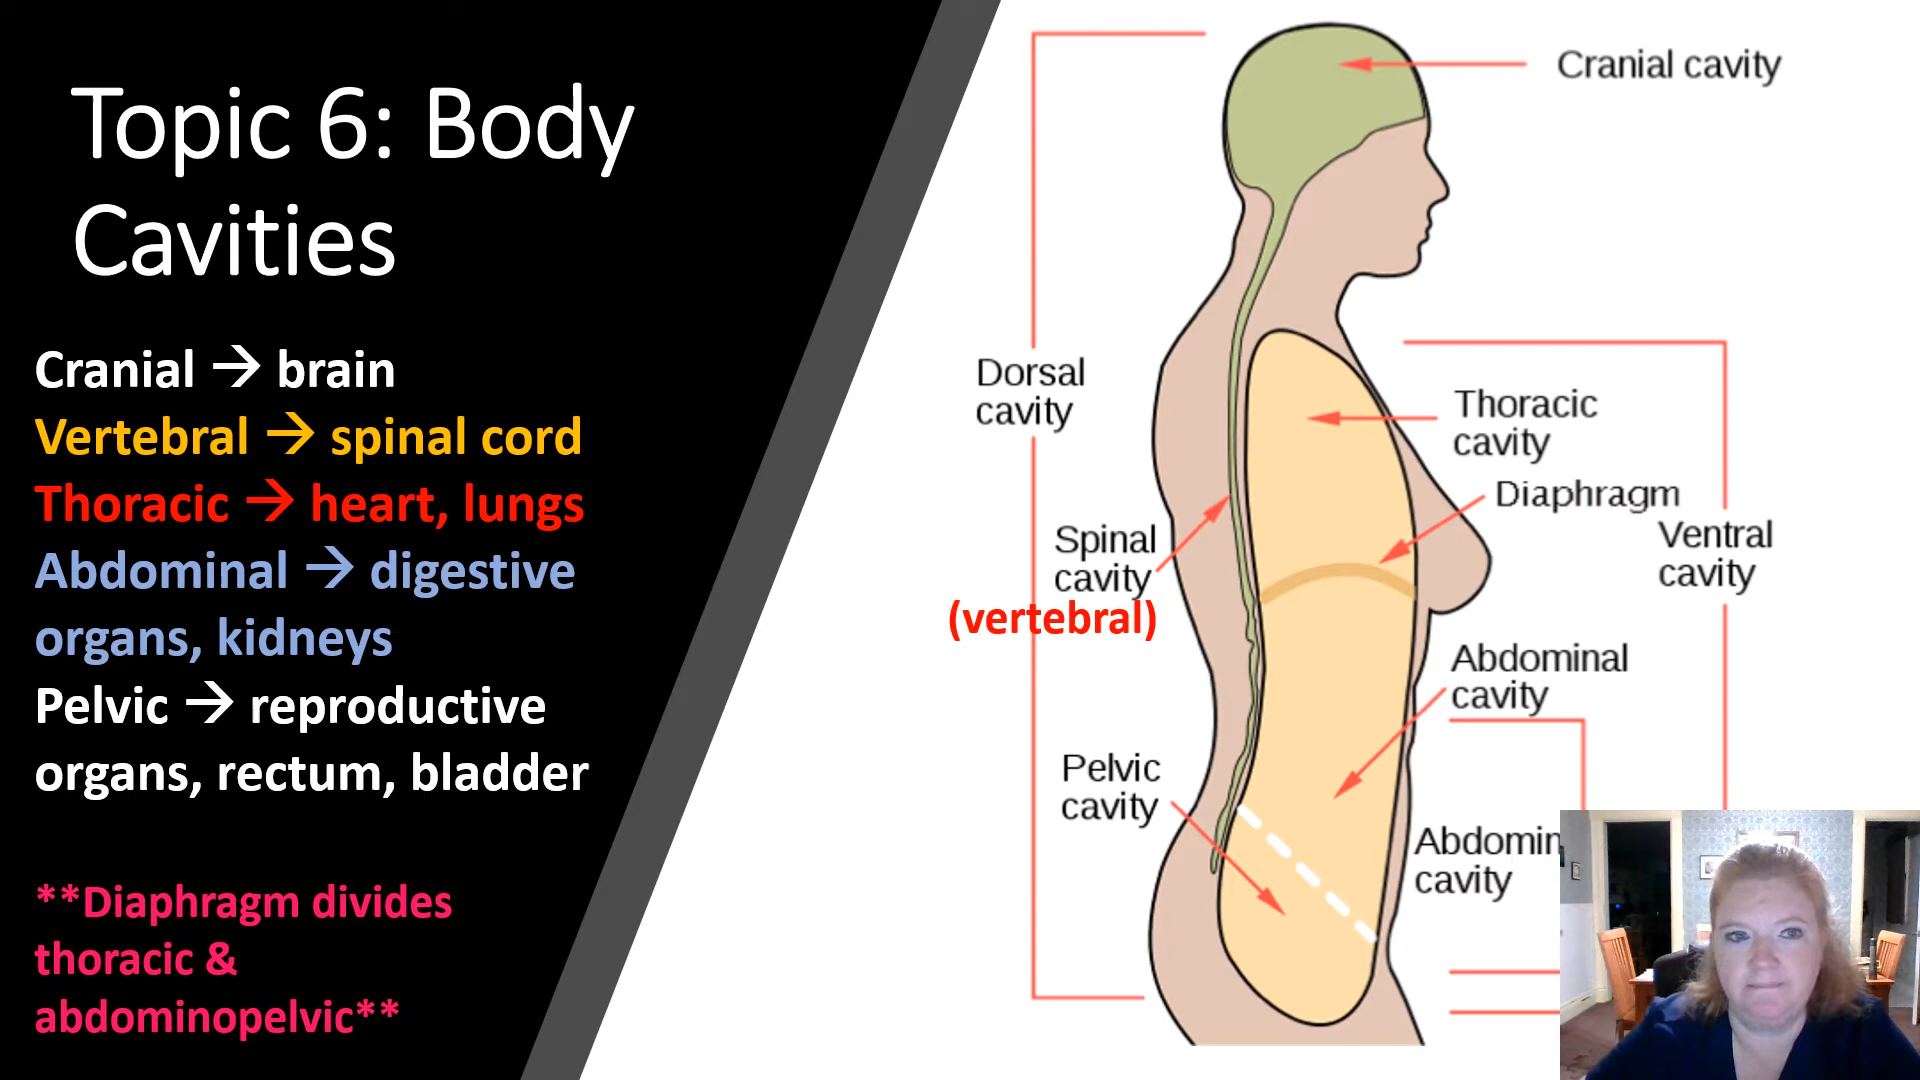 Topic 6: Body
Cavities
Cranial → brain
Vertebral → spinal cord
Thoracic → heart, lungs
Abdominal → digestive
organs, kidneys
Pelvic → reproductive
organs, rectum, bladder
**Diaphragm divides
thoracic &
abdominopelvic**
Cranial cavity
Dorsal
cavity
Thoracic
cavity
Diaphragm
Ventral
cavity
Spinal
cavity
(vertebral)
Abdominal
cavity
Pelvic
cavity
Abdomin
cavity